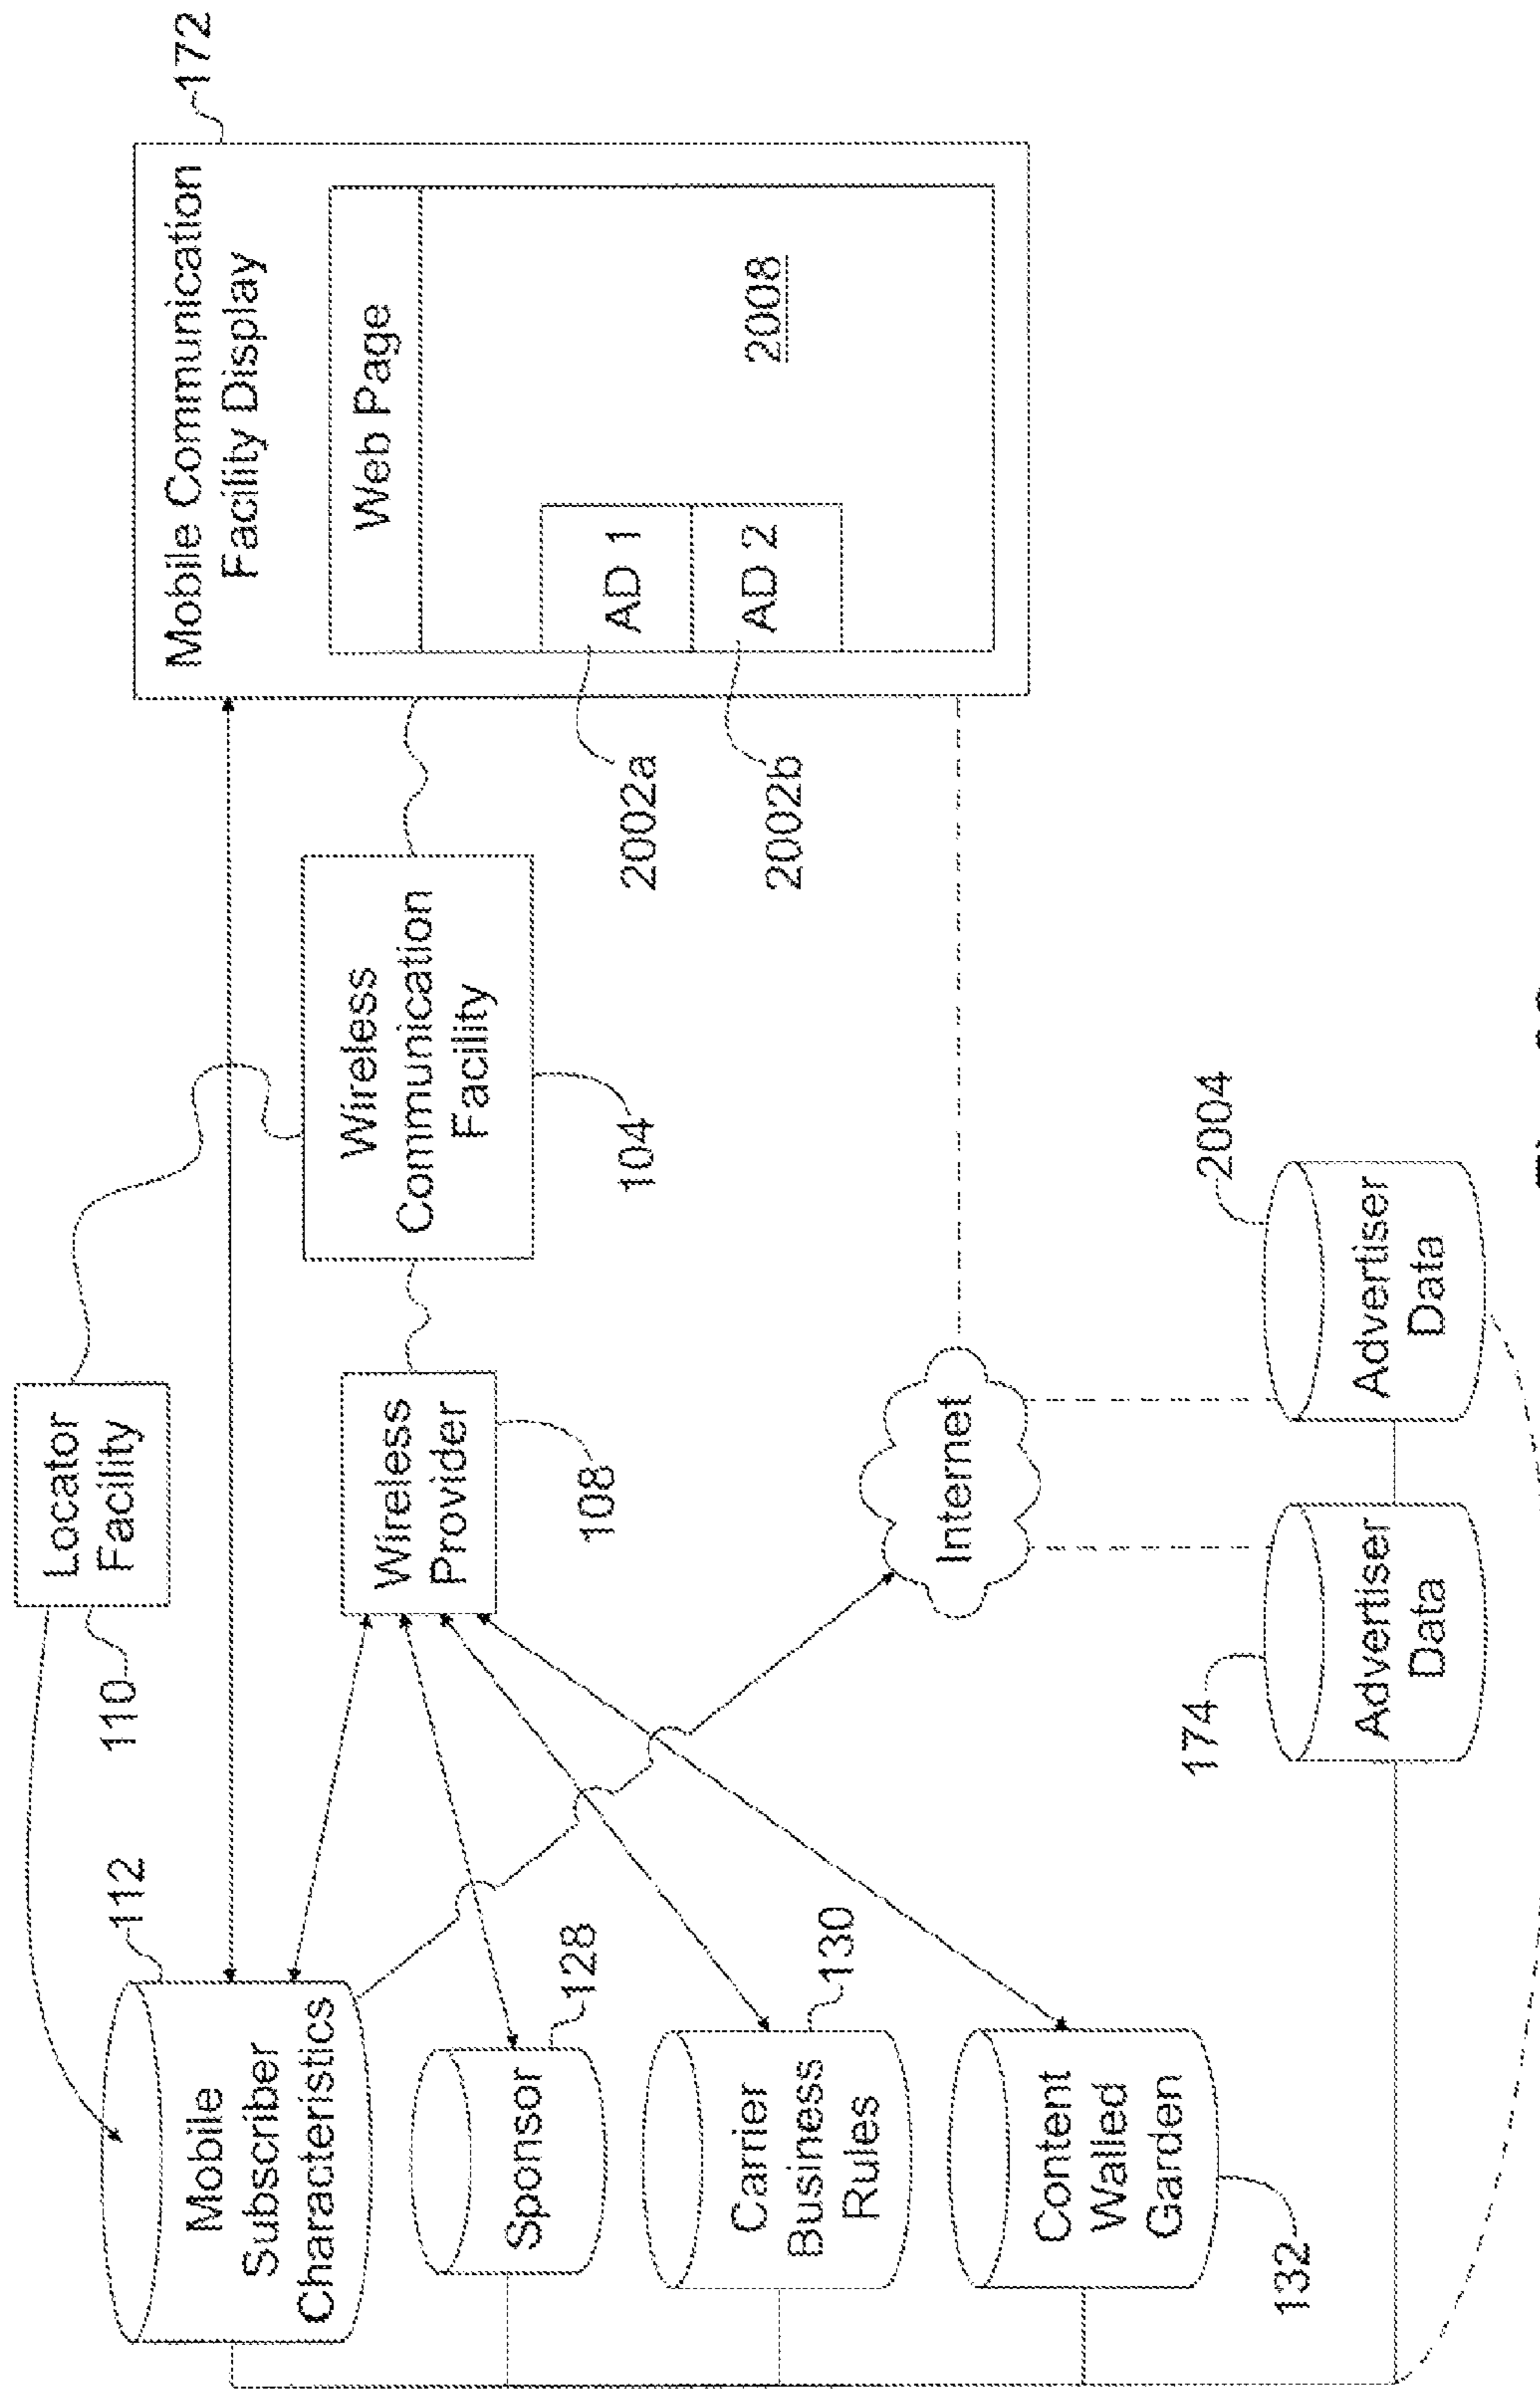 Locator
Facility
110
Mobile
Subscriber
Characteristics
112
Mobile Communication
Facility Display
172
Web Page
2008
AD 1
AD 2
2002a
2002b
Wireless
Communication
Facility
104
Wireless
Provider
108
Sponsor
128
Carrier
Business
Rules
130
Content
Walled
Garden
132
Internet
Advertiser
Data
174
Advertiser
Data
2004